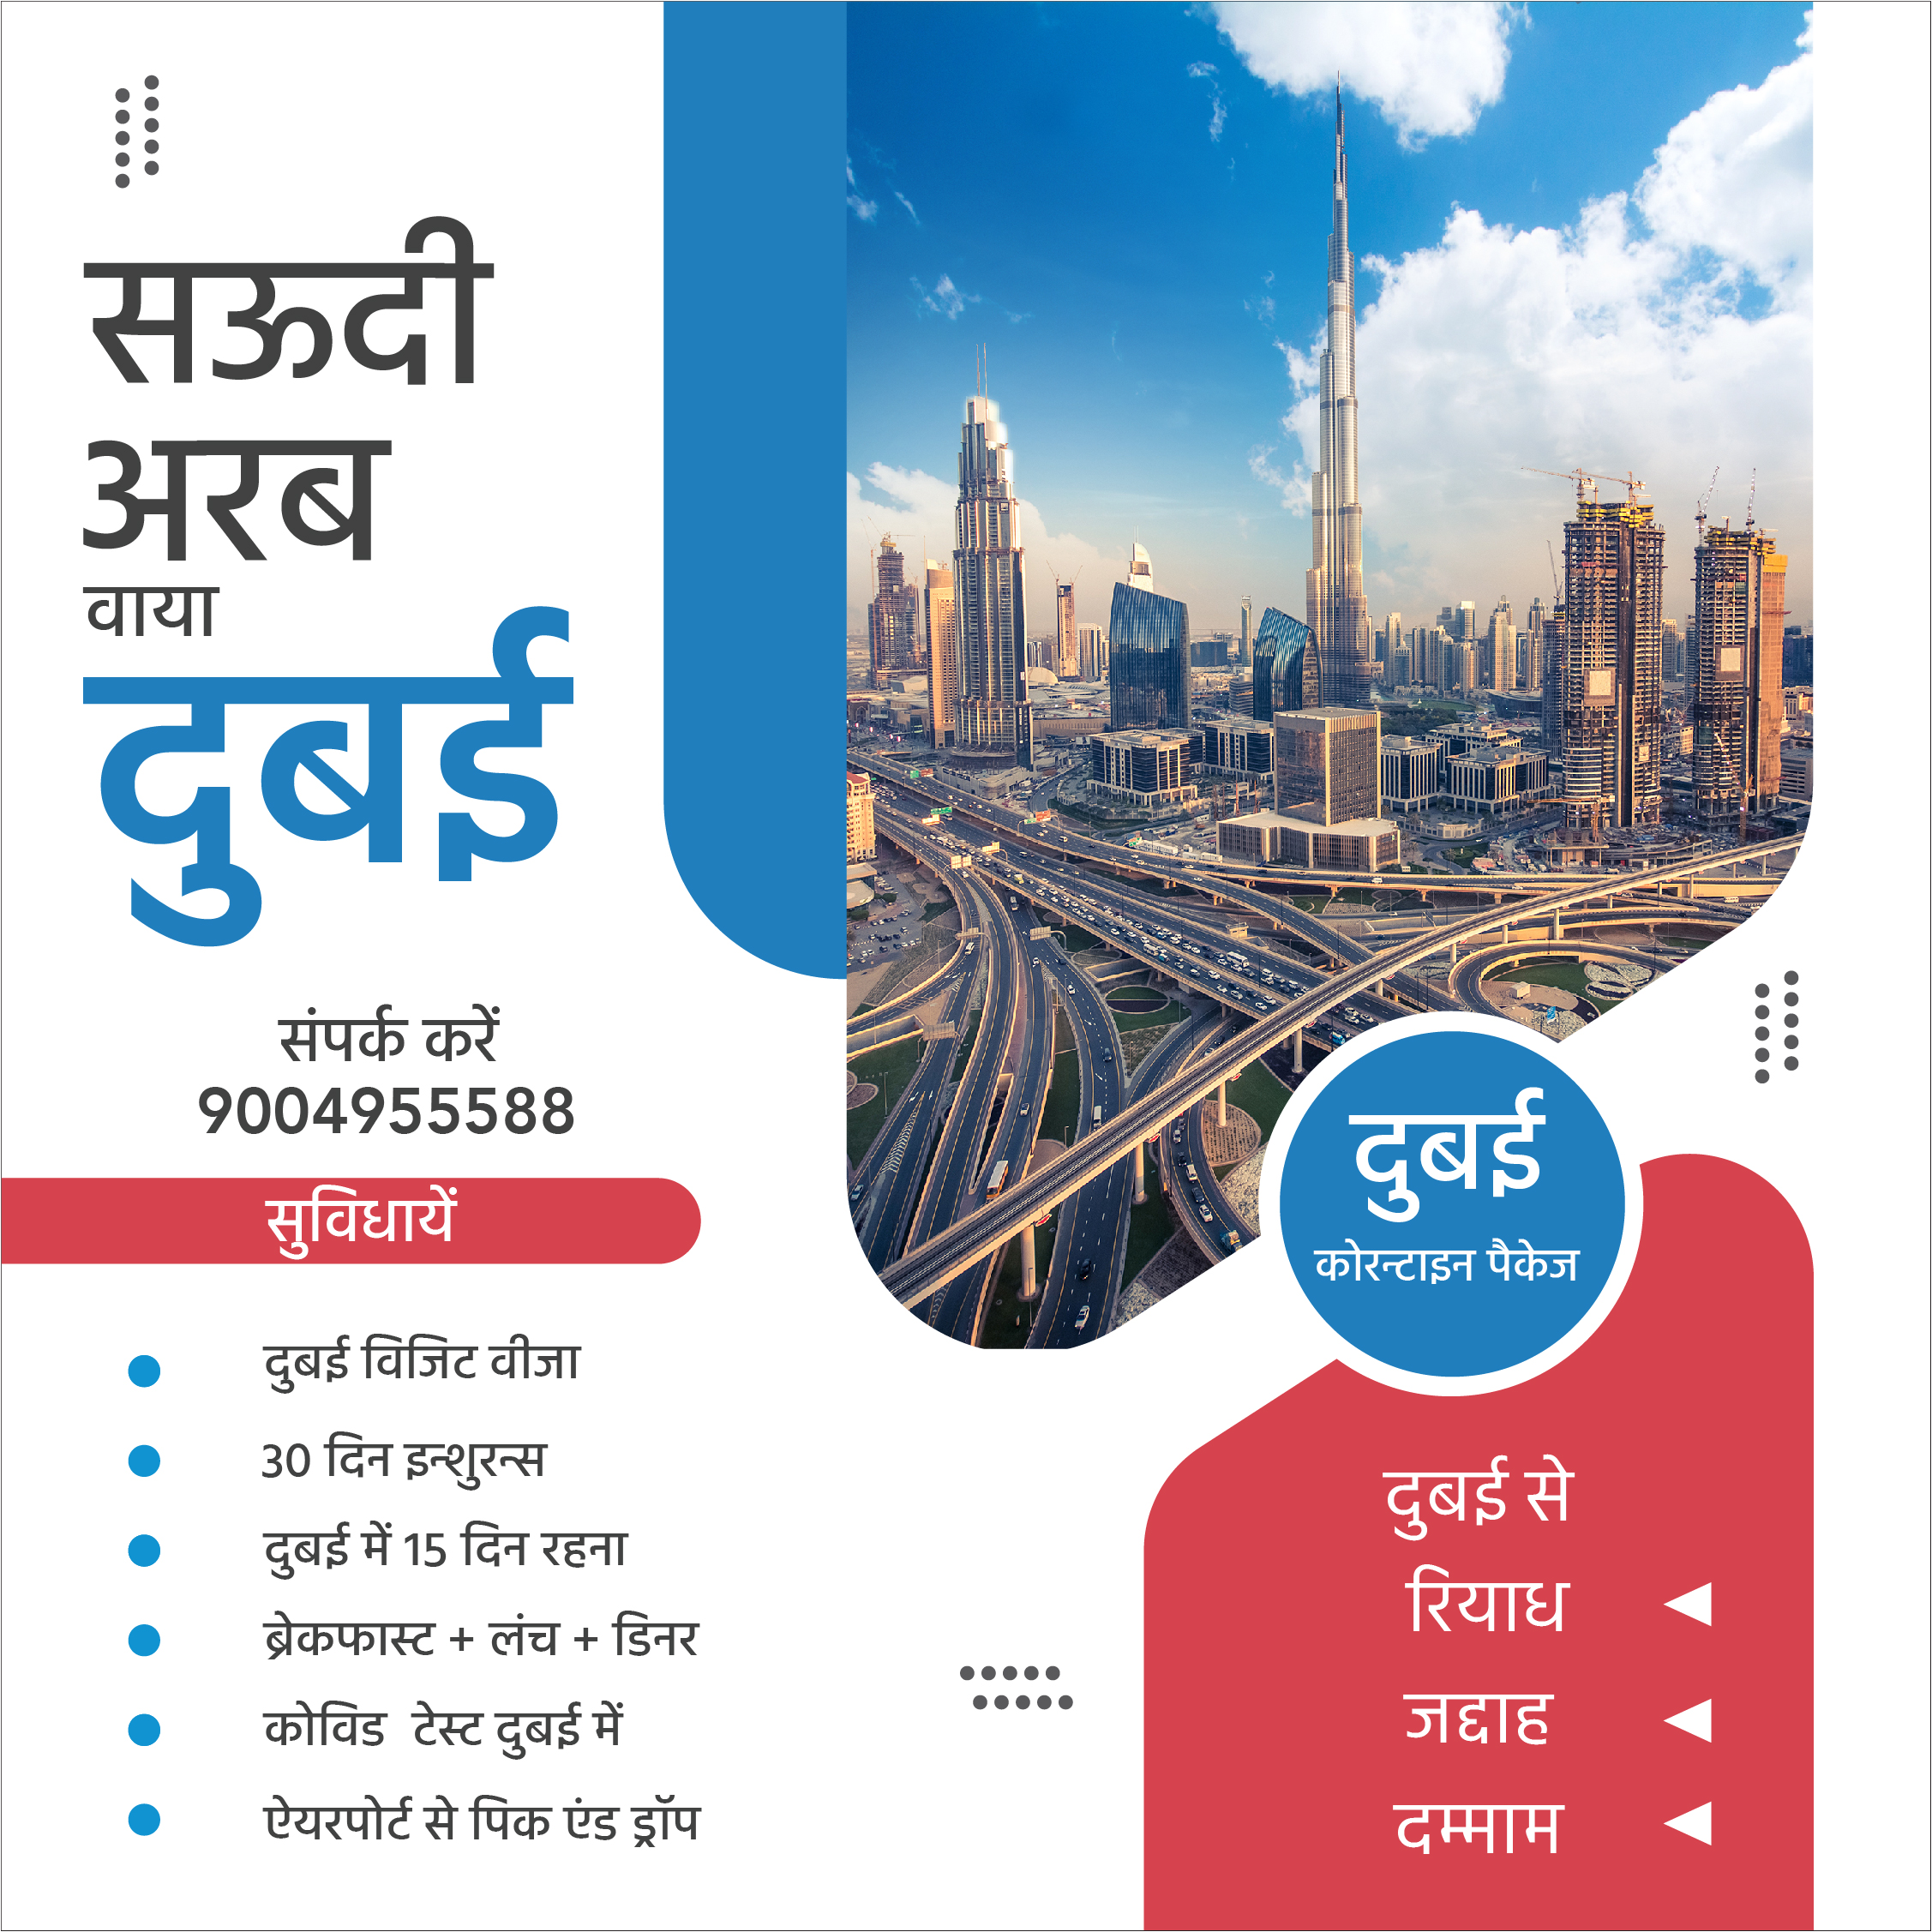 सऊदी
अरब
वाया
दुबई
संपर्क करें
9004955588
सुविधायें
दुबई विजिट वीजा
30 दिन इन्शुरन्स
दुबई में 15 दिन रहना
ब्रेकफास्ट + लंच + डिनर
कोविड टेस्ट दुबई में
ऐयरपोर्ट से पिक एंड ड्रॉप
दुबई
कोरन्टाइन पैकेज
दुबई से
रियाध
जद्दाह
दम्माम